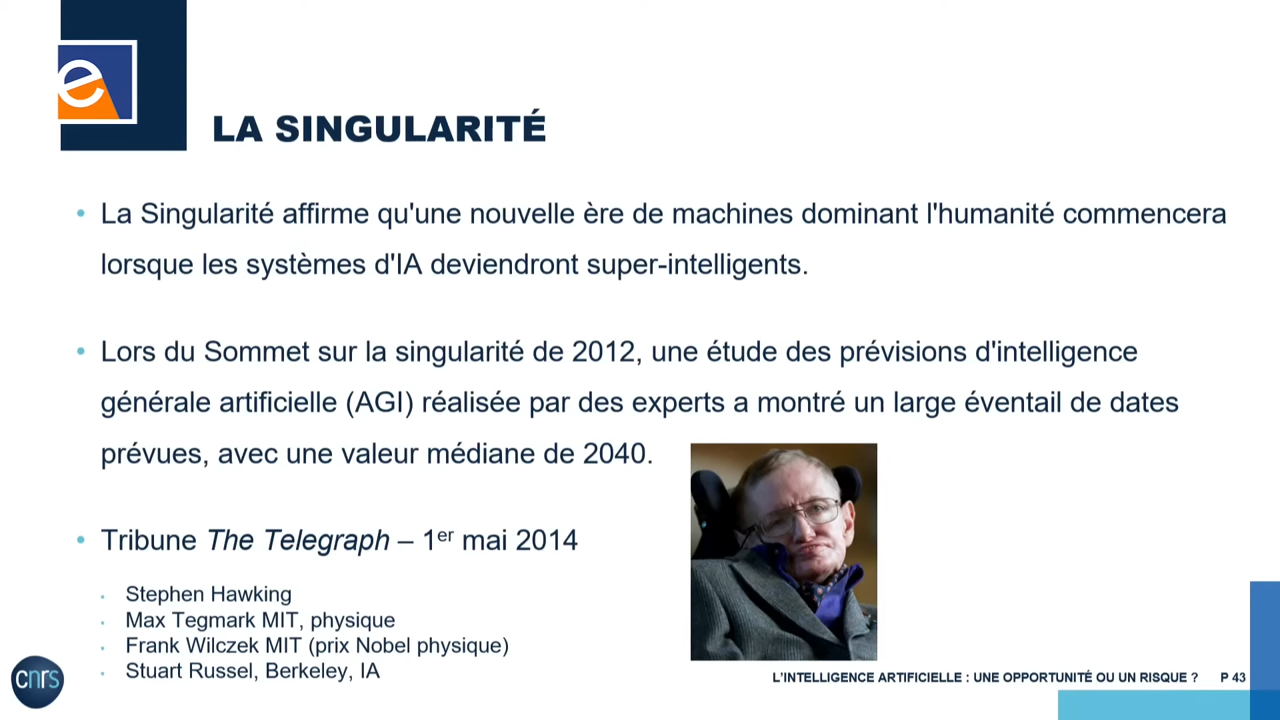 e
LA SINGULARITÉ
• La Singularité affirme qu'une nouvelle ère de machines dominant l'humanité commencera
lorsque les systèmes d'IA deviendront super-intelligents.
• Lors du Sommet sur la singularité de 2012, une étude des prévisions d'intelligence
générale artificielle (AGI) réalisée par des experts a montré un large éventail de dates
prévues, avec une valeur médiane de 2040.
• Tribune The Telegraph – 1er mai 2014
• Stephen Hawking
• Max Tegmark MIT, physique
• Frank Wilczek MIT (prix Nobel physique)
• Stuart Russel, Berkeley, IA
cnrs
L'INTELLIGENCE ARTIFICIELLE : UNE OPPORTUNITÉ OU UN RISQUE ? P 43